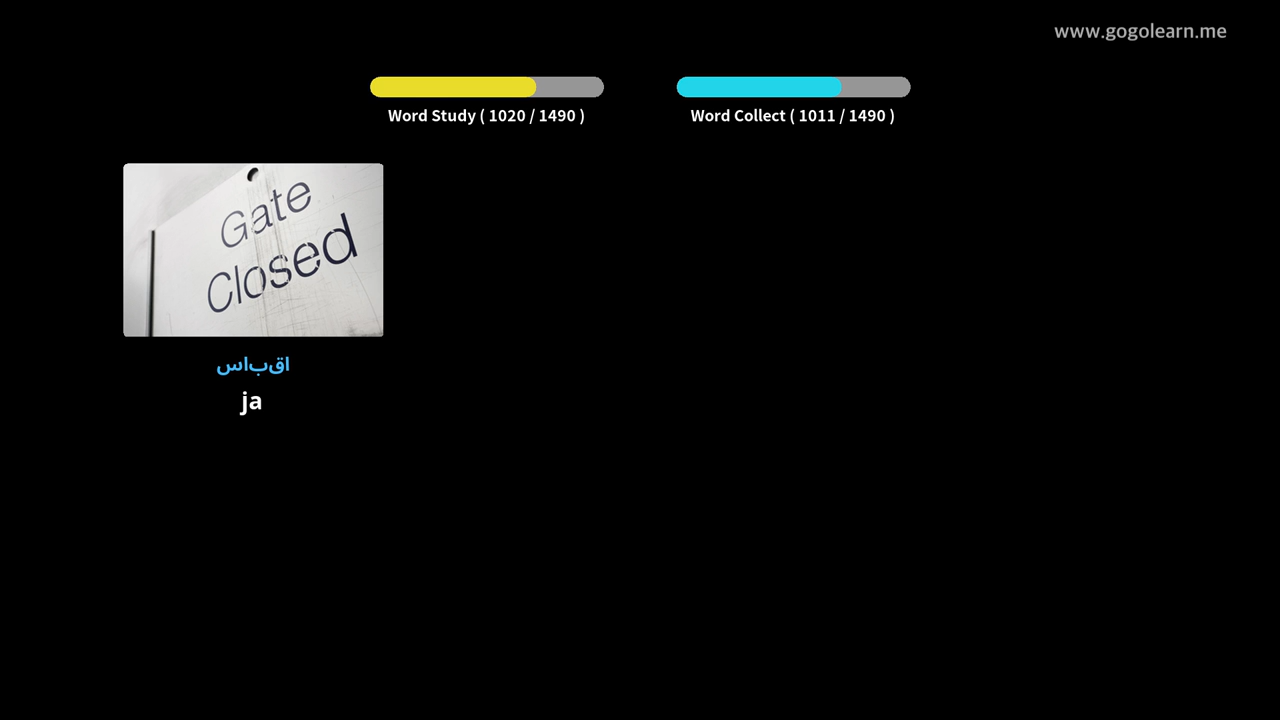 www.gogolearn.me
Word Study ( 1020 / 1490 )
Word Collect ( 1011 / 1490 )
Gate
Closed
اقباس
ja